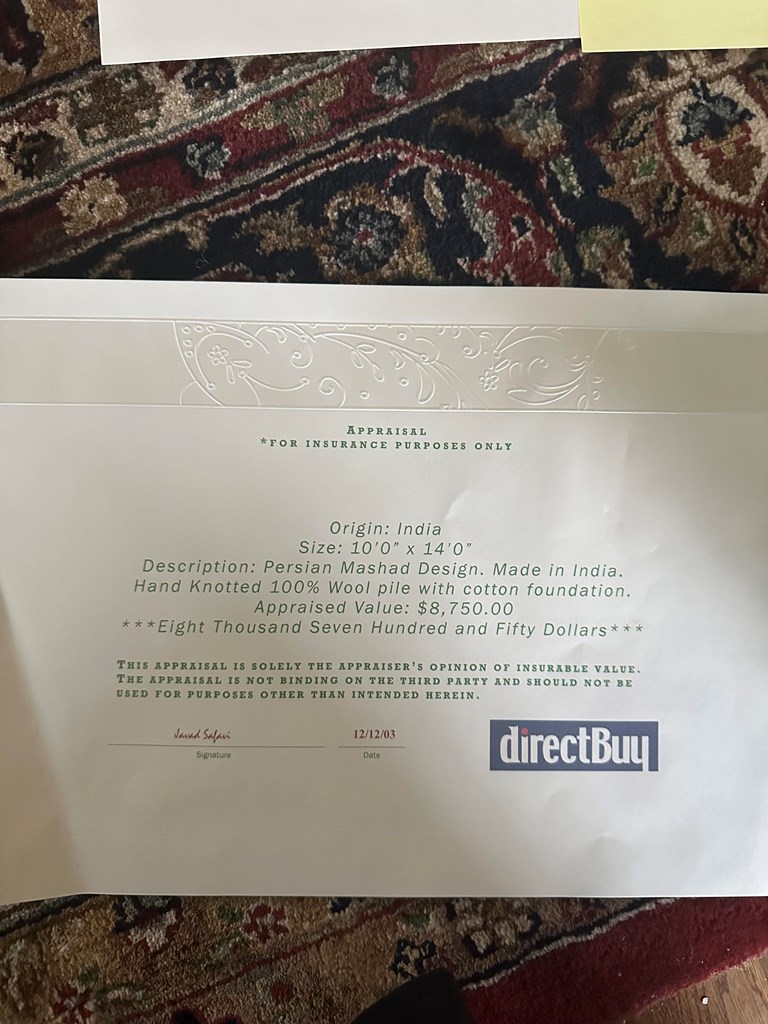 APPRAISAL
*FOR INSURANCE PURPOSES ONLY
Origin: India
Size: 10'0" x 14'0"
Description: Persian Mashad Design. Made in India.
Hand Knotted 100% Wool pile with cotton foundation.
Appraised Value: $8,750.00
***Eight Thousand Seven Hundred and Fifty Dollars***
THIS APPRAISAL IS SOLELY THE APPRAISER'S OPINION OF INSURABLE VALUE.
THE APPRAISAL IS NOT BINDING ON THE THIRD PARTY AND SHOULD NOT BE
USED FOR PURPOSES OTHER THAN INTENDED HEREIN.
Javad Safavi 12/12/03
Signature Date
directBuy